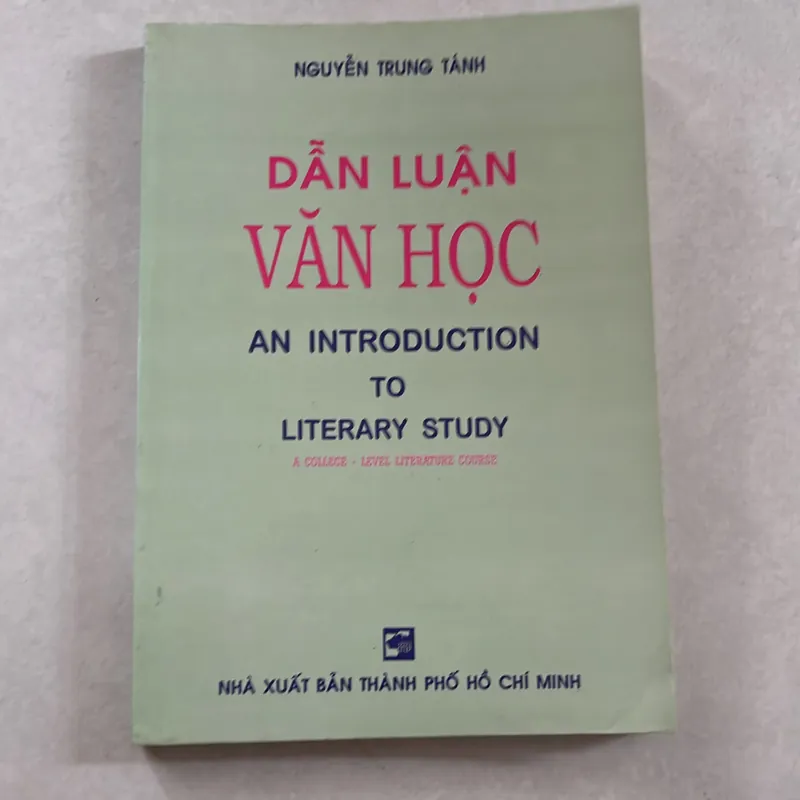 NGUYỄN TRUNG TÁNH
DẪN LUẬN
VĂN HỌC
AN INTRODUCTION
TO
LITERARY STUDY
A COLLEGE - LEVEL LITERATURE COURSE
NHÀ XUẤT BẢN THÀNH PHỐ HỒ CHÍ MINH